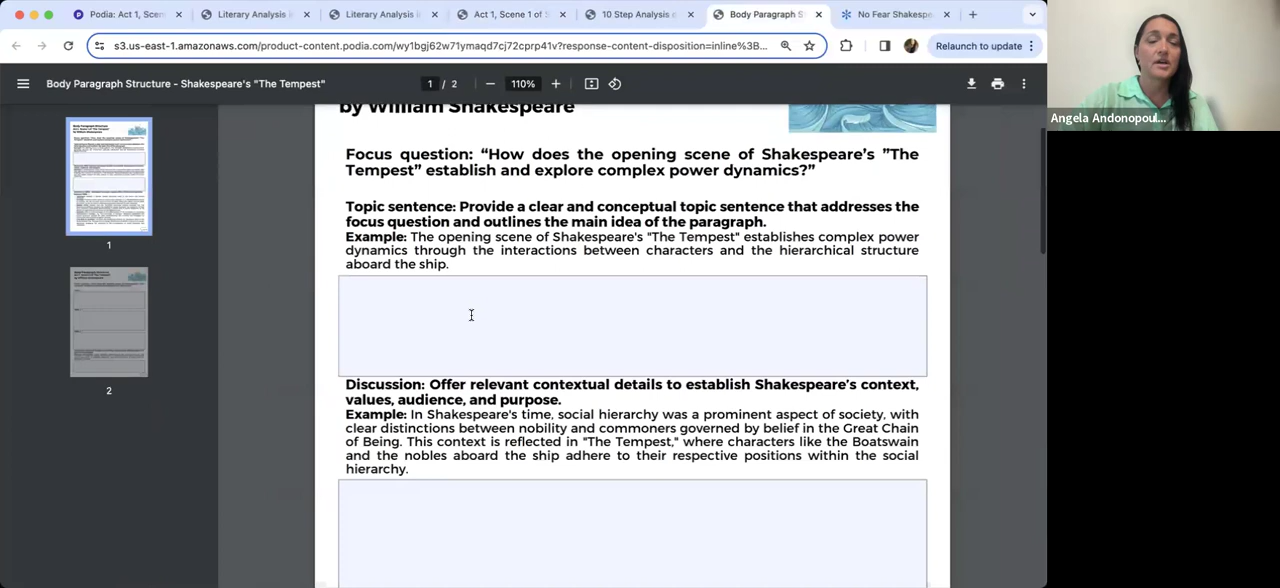 Podia: Act 1, Scen
Literary Analysis in
Literary Analysis i
Act 1, Scene 1 of S
10 Step Analysis o
Body Paragraph S
No Fear Shakespe
s3.us-east-1.amazonaws.com/product-content.podia.com/wy1bgj62w71ymaqd7cj72cprp41v?response-content-disposition=inline%3B...
Relaunch to update
Angela Andonopoul...
Body Paragraph Structure - Shakespeare's "The Tempest"
1 / 2
110%
by William Shakespeare
Focus question: “How does the opening scene of Shakespeare’s ”The
Tempest” establish and explore complex power dynamics?”
Topic Sentence: Provide a broad conceptual topic sentence that addresses the
focus question and outlines the main idea of the paragraph.
Example: The opening scene of Shakespeare's "The Tempest" establishes complex power
dynamics through the interactions between characters and the hierarchical structure
aboard the ship.
Discussion: Offer relevant contextual details to establish Shakespeare’s context,
values, audience, and purpose.
Example: In Shakespeare's time, social hierarchy was a prominent aspect of society, with
clear distinctions between nobility and commoners governed by belief in the Great Chain
of Being. This context is reflected in "The Tempest," where characters like the Boatswain
and the nobles aboard the ship adhere to their respective positions within the social
hierarchy.
1
2